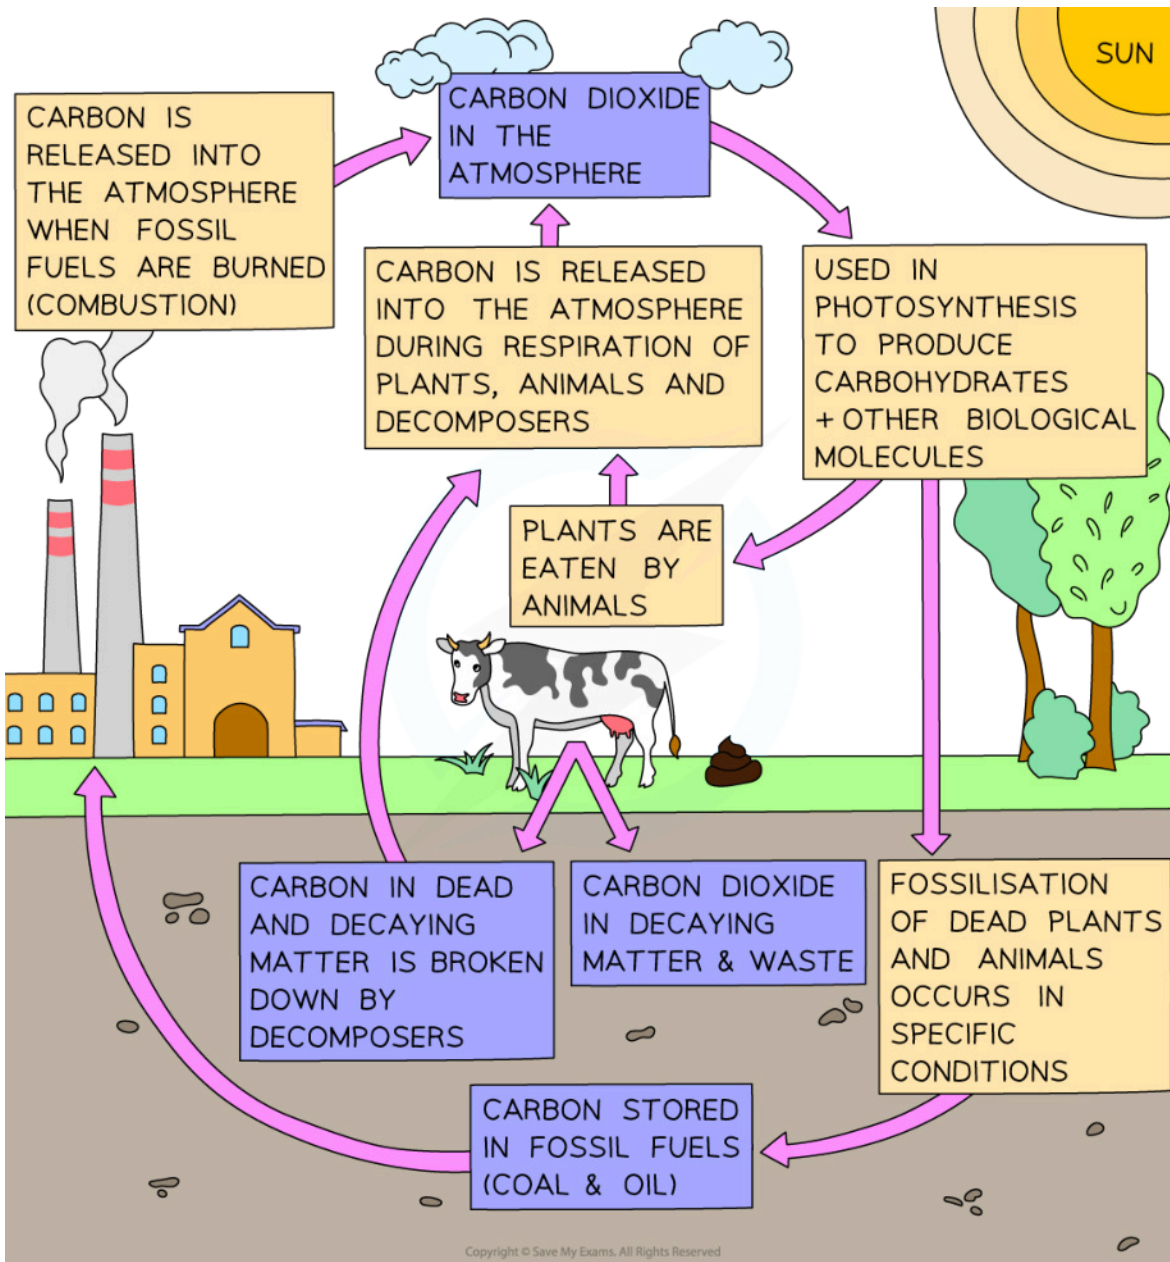 SUN
CARBON DIOXIDE
IN THE
ATMOSPHERE
CARBON IS
RELEASED INTO
THE ATMOSPHERE
WHEN FOSSIL
FUELS ARE BURNED
(COMBUSTION)
CARBON IS RELEASED
INTO THE ATMOSPHERE
DURING RESPIRATION OF
PLANTS, ANIMALS AND
DECOMPOSERS
USED IN
PHOTOSYNTHESIS
TO PRODUCE
CARBOHYDRATES
+ OTHER BIOLOGICAL
MOLECULES
PLANTS ARE
EATEN BY
ANIMALS
CARBON IN DEAD
AND DECAYING
MATTER IS BROKEN
DOWN BY
DECOMPOSERS
CARBON DIOXIDE
IN DECAYING
MATTER & WASTE
FOSSILISATION
OF DEAD PLANTS
AND ANIMALS
OCCURS IN
SPECIFIC
CONDITIONS
CARBON STORED
IN FOSSIL FUELS
(COAL & OIL)
Copyright © Save My Exams. All Rights Reserved